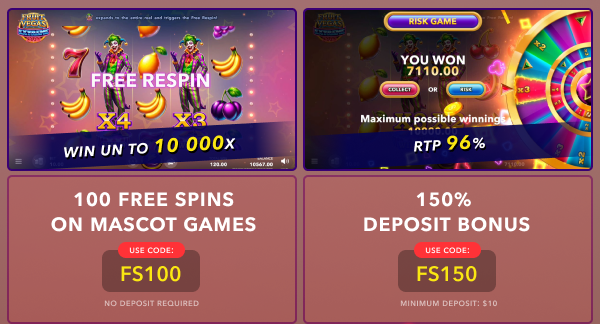 FRUIT VEGAS EXTREME
expands to the entire reel and triggers the Free Respin!
FREE RESPIN
X4
X3
WIN UN TO 10 000X
120.00
BALANCE
10567.00
RISK GAME
YOU WON
7110.00
COLLECT
OR
RISK
Maximum possible winnings
x2
x3
RTP 96%
100 FREE SPINS
ON MASCOT GAMES
USE CODE:
FS100
NO DEPOSIT REQUIRED
150%
DEPOSIT BONUS
USE CODE:
FS150
MINIMUM DEPOSIT: $10